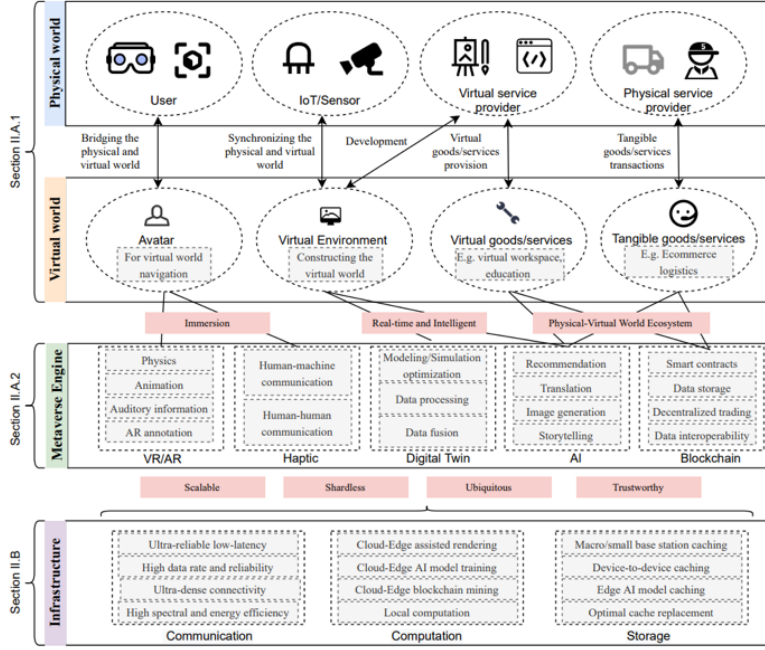 Section II.A.1
Physical world
User
IoT/Sensor
Virtual service
provider
5
Physical service
provider
Bridging the
physical and
virtual world
Synchronizing the
physical and virtual
world
Development
Virtual
goods/services
provision
Tangible
goods/services
transactions
Virtual world
Avatar
For virtual world
navigation
Virtual Environment
Constructing the
virtual world
Virtual goods/services
E.g. virtual workspace,
education
Tangible goods/services
E.g. Ecommerce
logistics
Immersion
Real-time and Intelligent
Physical-Virtual World Ecosystem
Section II.A.2
Metaverse Engine
Physics
Animation
Auditory information
AR annotation
VR/AR
Human-machine
communication
Human-human
communication
Haptic
Modeling/Simulation
optimization
Data processing
Data fusion
Digital Twin
Recommendation
Translation
Image generation
Storytelling
AI
Smart contracts
Data storage
Decentralized trading
Data interoperability
Blockchain
Scalable
Shardless
Ubiquitous
Trustworthy
Section II.B
Infrastructure
Ultra-reliable low-latency
High data rate and reliability
Ultra-dense connectivity
High spectral and energy efficiency
Communication
Cloud-Edge assisted rendering
Cloud-Edge AI model training
Cloud-Edge blockchain mining
Local computation
Computation
Macro/small base station caching
Device-to-device caching
Edge AI model caching
Optimal cache replacement
Storage